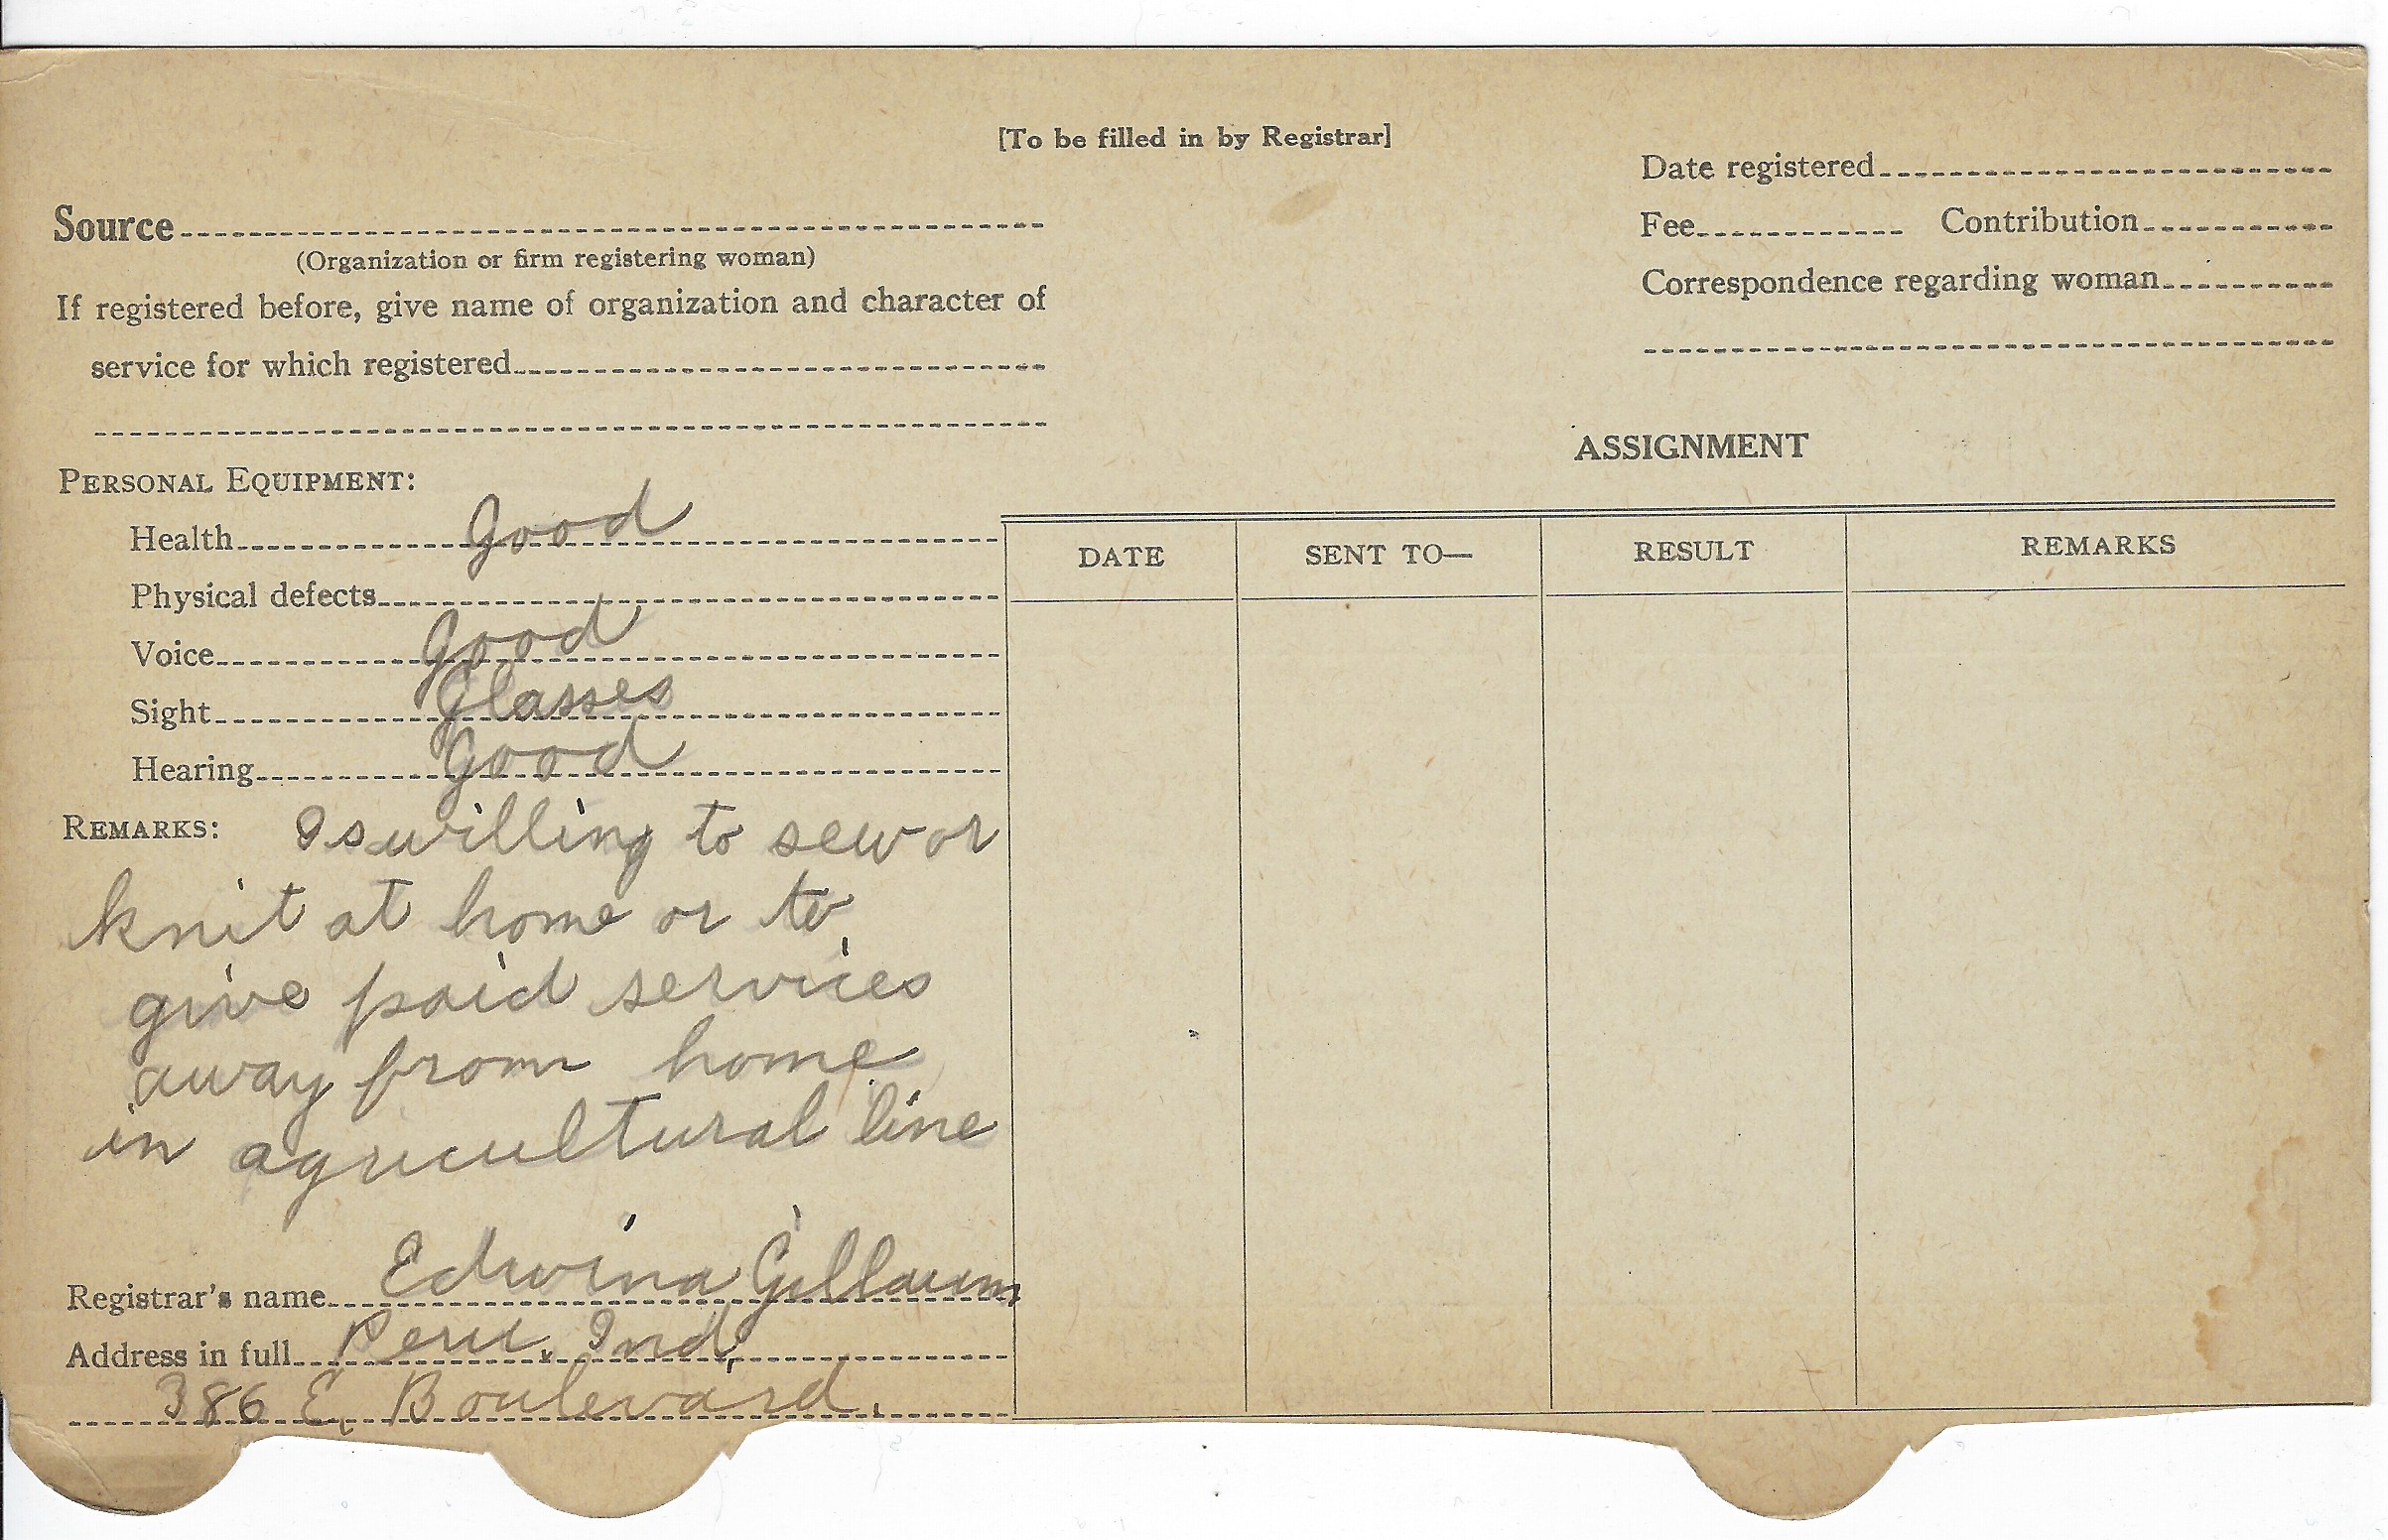 [To be filled in by Registrar]
Date registered
Source
Fee Contribution
(Organization or firm registering woman)
Correspondence regarding woman
If registered before, give name of organization and character of
service for which registered
ASSIGNMENT
PERSONAL EQUIPMENT:
Health Good
Physical defects
Voice Good
Sight Glasses
Hearing Good
DATE SENT TO— RESULT REMARKS
REMARKS: Is willing to sew or
knit at home or to
give paid services
away from home
in agricultural line
Registrar's name Edwina Gillaum
Address in full Peru, Ind,
386 E. Boulevard.